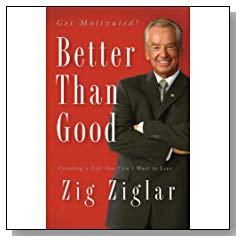 Get Motivated!
Better
Than
Good
Creating a Life You Can't Wait to Live
Zig Ziglar